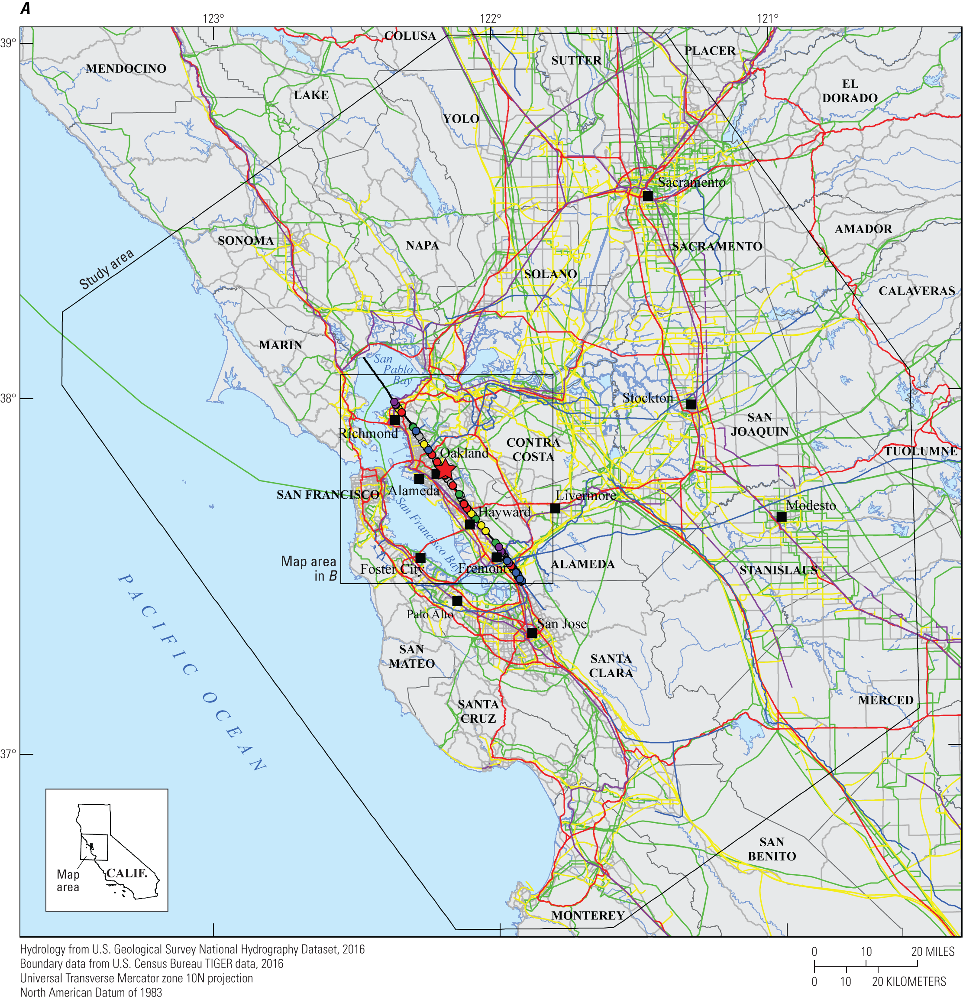 A
123°
122°
121°
39°
COLUSA
PLACER
SUTTER
MENDOCINO
EL
DORADO
LAKE
YOLO
Sacramento
AMADOR
SONOMA
NAPA
SACRAMENTO
Study area
SOLANO
CALAVERAS
MARIN
San
Pablo
Bay
38°
Stockton
SAN
JOAQUIN
Richmond
CONTRA
COSTA
Oakland
TUOLUMNE
SAN FRANCISCO
Alameda
Livermore
Modesto
Hayward
San Francisco Bay
Map area
in B
Foster City
Fremont
ALAMEDA
STANISLAUS
PACIFIC OCEAN
Palo Alto
San Jose
SAN
MATEO
SANTA
CLARA
MERCED
SANTA
CRUZ
37°
SAN
BENITO
Map
area
CALIF.
MONTEREY
Hydrology from U.S. Geological Survey National Hydrography Dataset, 2016
Boundary data from U.S. Census Bureau TIGER data, 2016
Universal Transverse Mercator zone 10N projection
North American Datum of 1983
0 10 20 MILES
0 10 20 KILOMETERS